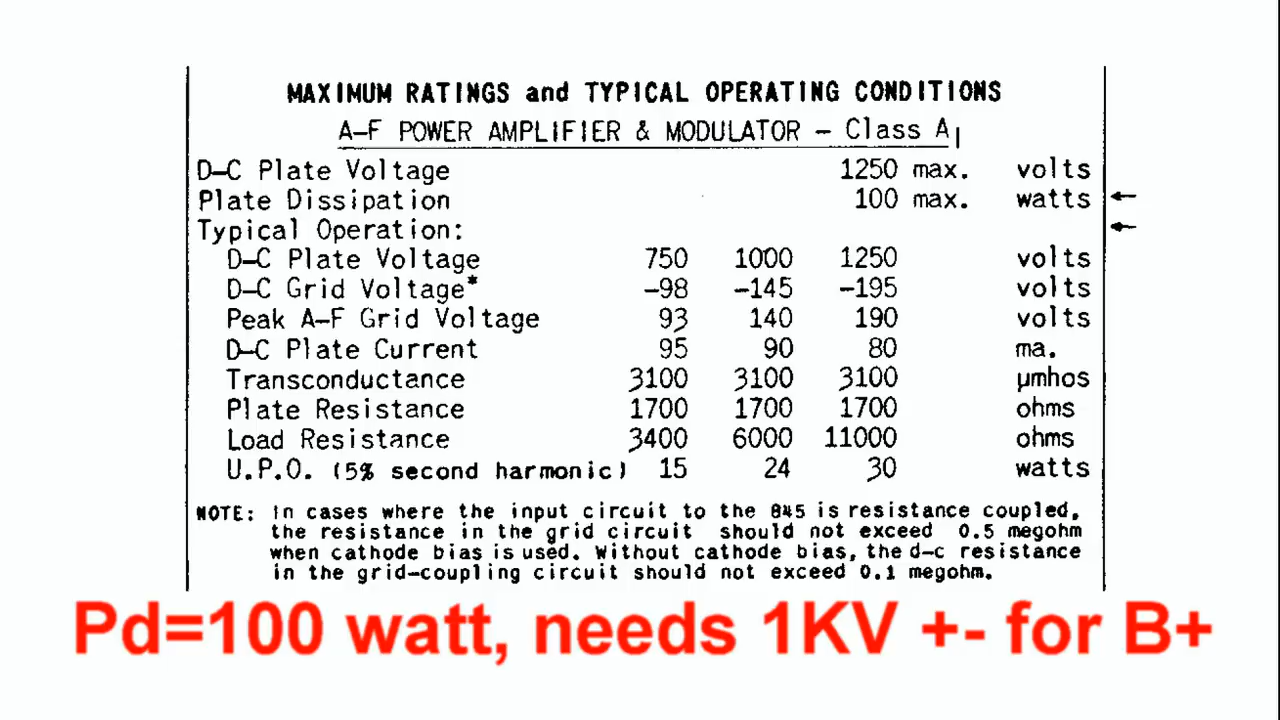 MAXIMUM RATINGS and TYPICAL OPERATING CONDITIONS
A-F POWER AMPLIFIER & MODULATOR - Class A1
D-C Plate Voltage 1250 max. volts
Plate Dissipation 100 max. watts ←
Typical Operation: ←
D-C Plate Voltage 750 1000 1250 volts
D-C Grid Voltage* -98 -145 -195 volts
Peak A-F Grid Voltage 93 140 190 volts
D-C Plate Current 95 90 80 ma.
Transconductance 3100 3100 3100 µmhos
Plate Resistance 1700 1700 1700 ohms
Load Resistance 3400 6000 11000 ohms
U.P.O. (5% second harmonic) 15 24 30 watts
NOTE: In cases where the input circuit to the 845 is resistance coupled,
the resistance in the grid circuit should not exceed 0.5 megohm
when cathode bias is used. Without cathode bias, the d-c resistance
in the grid-coupling circuit should not exceed 0.1 megohm.
Pd=100 watt, needs 1KV +- for B+